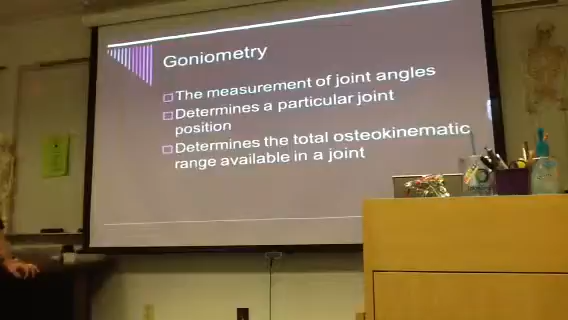 Goniometry
The measurement of joint angles
Determines a particular joint
position
Determines the total osteokinematic
range available in a joint